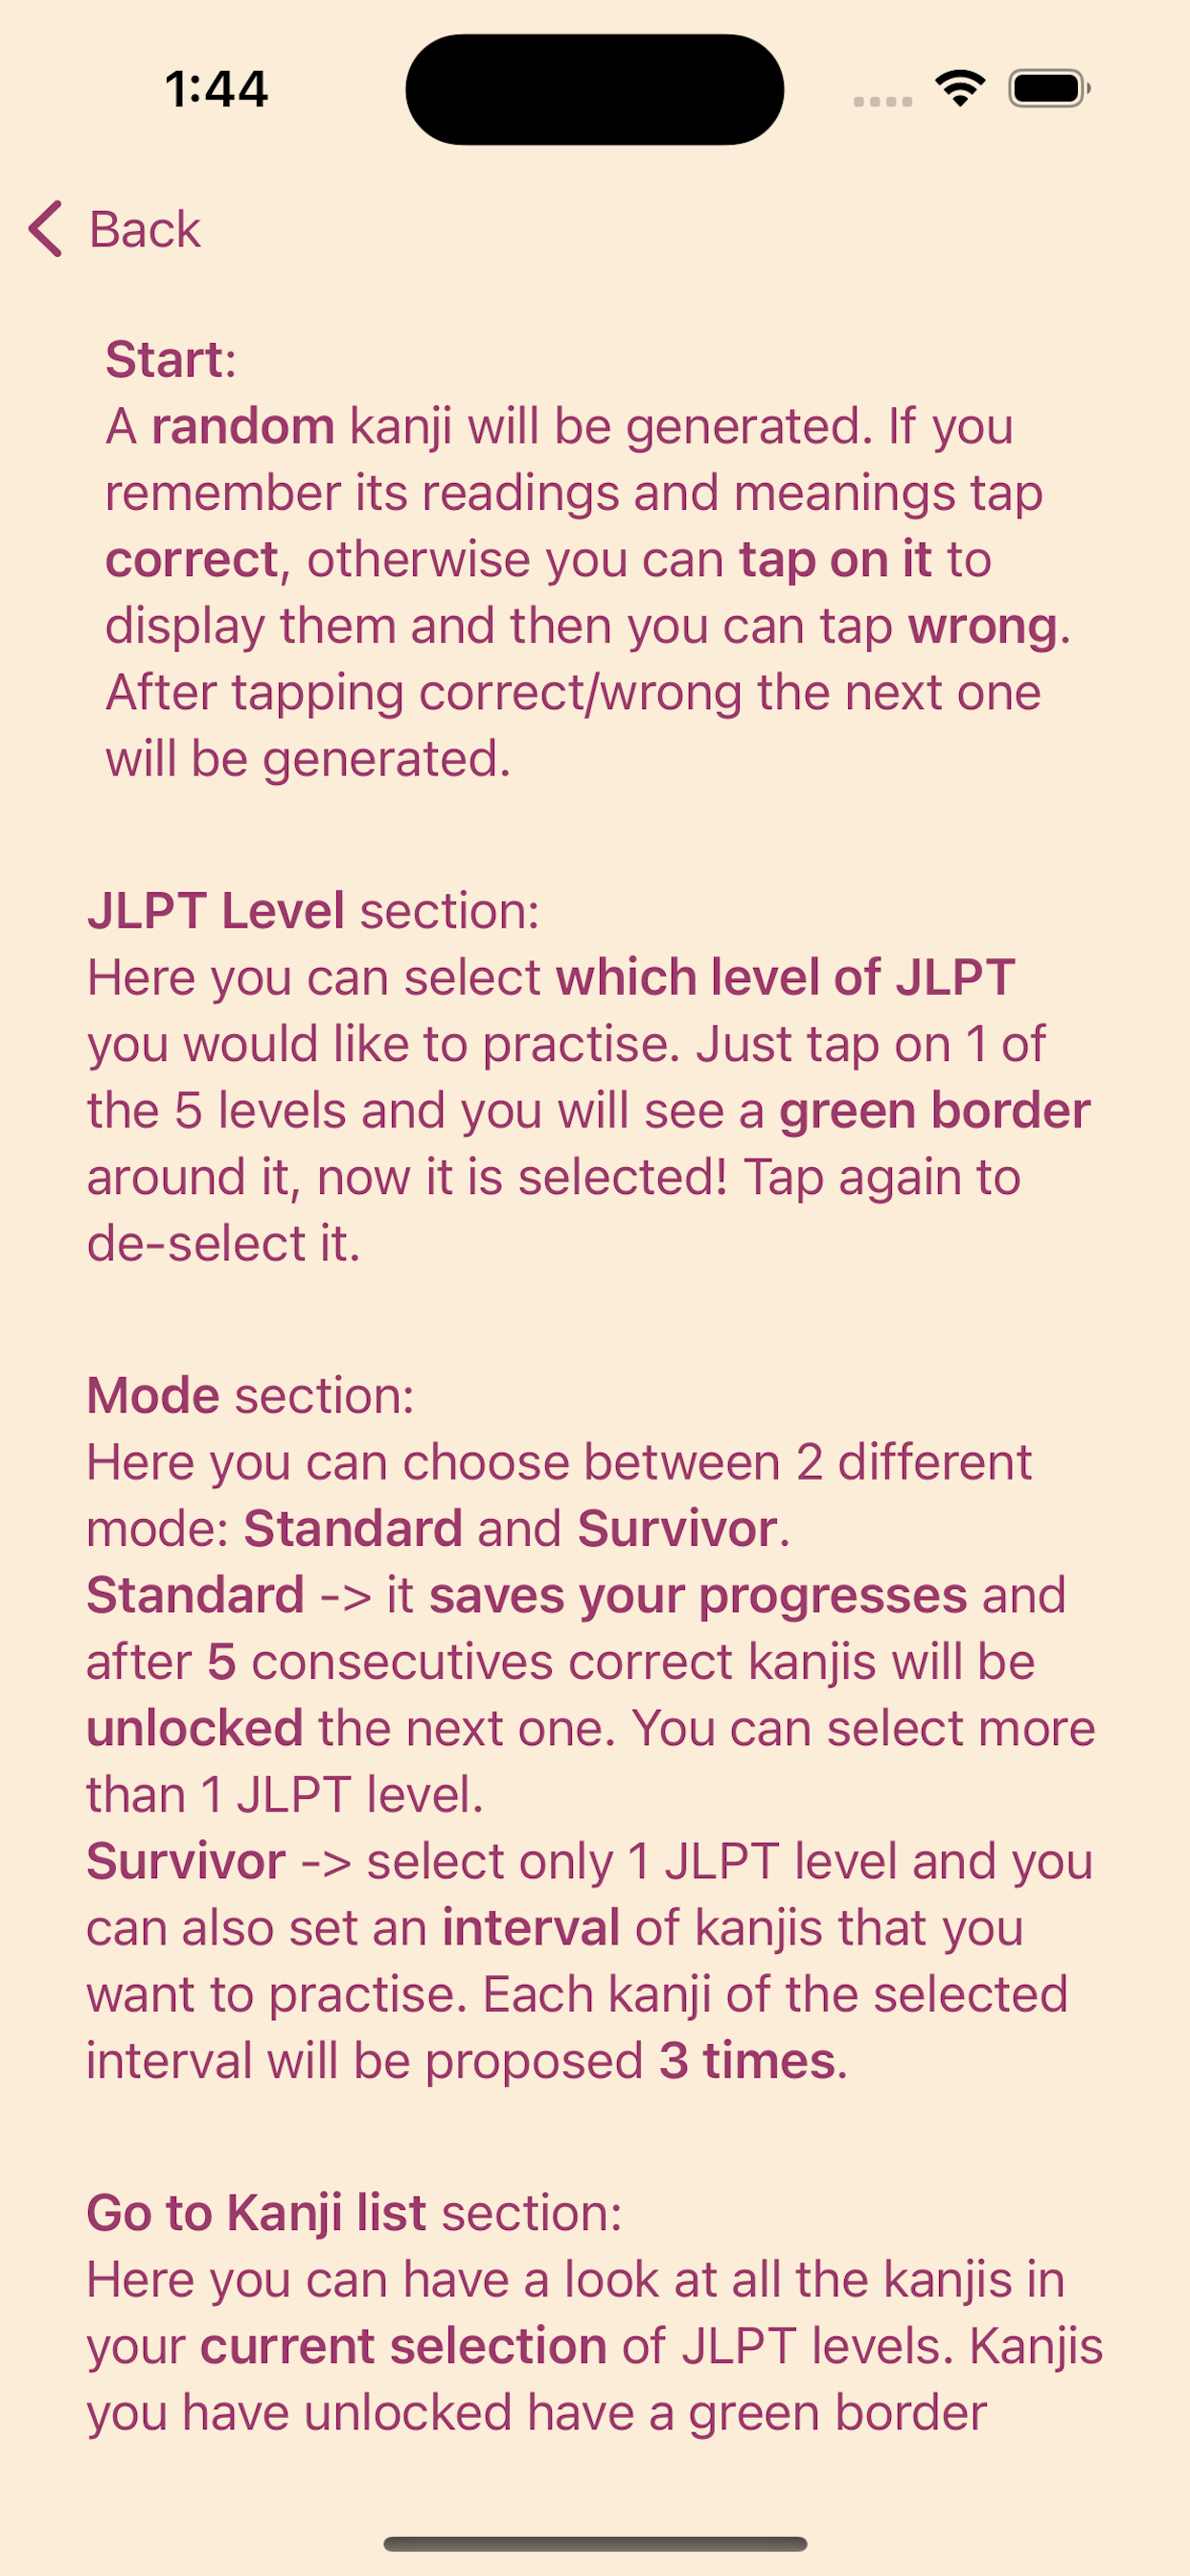 1:44
Back
Start:
A random kanji will be generated. If you
remember its readings and meanings tap
correct, otherwise you can tap on it to
display them and then you can tap wrong.
After tapping correct/wrong the next one
will be generated.
JLPT Level section:
Here you can select which level of JLPT
you would like to practise. Just tap on 1 of
the 5 levels and you will see a green border
around it, now it is selected! Tap again to
de-select it.
Mode section:
Here you can choose between 2 different
mode: Standard and Survivor.
Standard -> it saves your progresses and
after 5 consecutives correct kanjis will be
unlocked the next one. You can select more
than 1 JLPT level.
Survivor -> select only 1 JLPT level and you
can also set an interval of kanjis that you
want to practise. Each kanji of the selected
interval will be proposed 3 times.
Go to Kanji list section:
Here you can have a look at all the kanjis in
your current selection of JLPT levels. Kanjis
you have unlocked have a green border